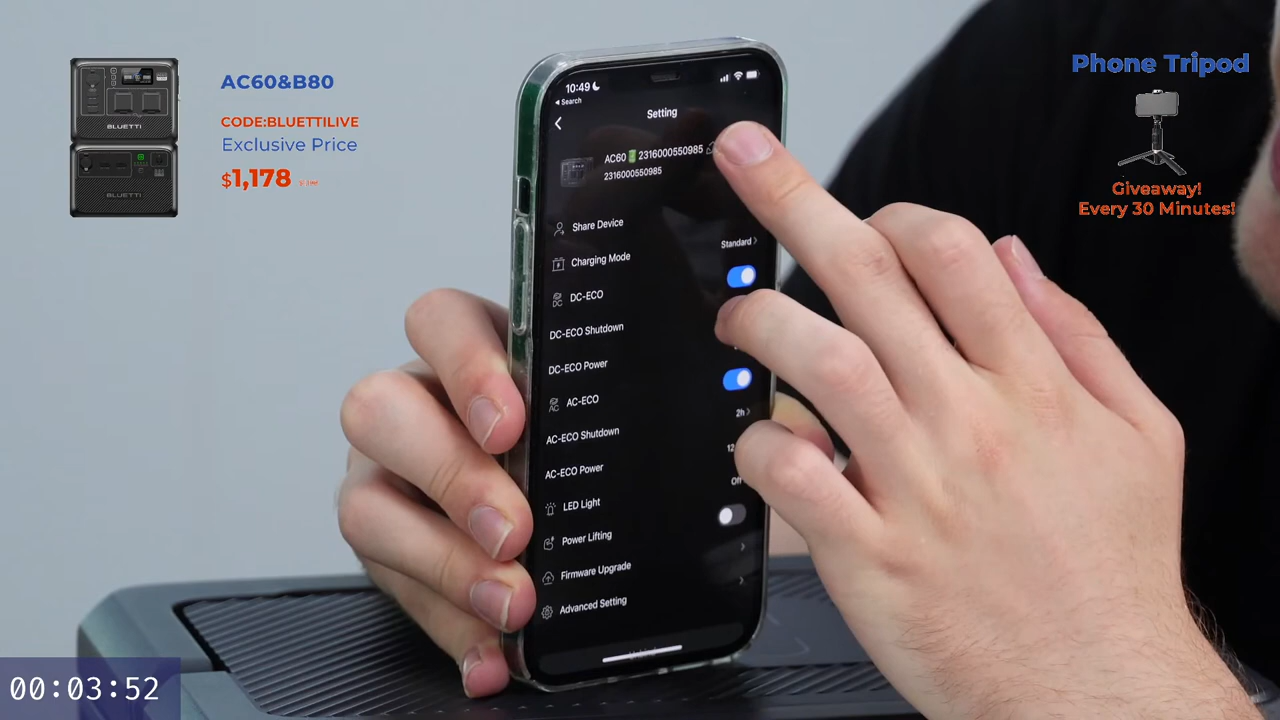 AC60&B80
CODE:BLUETTILIVE
Exclusive Price
$1,178
BLUETTI
BLUETTI
Phone Tripod
Giveaway!
Every 30 Minutes!
10:49
Search
Setting
AC60 2316000550985
2316000550985
Share Device
Charging Mode
Standard
DC-ECO
DC-ECO Shutdown
DC-ECO Power
AC-ECO
AC-ECO Shutdown
2h
AC-ECO Power
LED Light
Off
Power Lifting
Firmware Upgrade
Advanced Setting
00:03:52